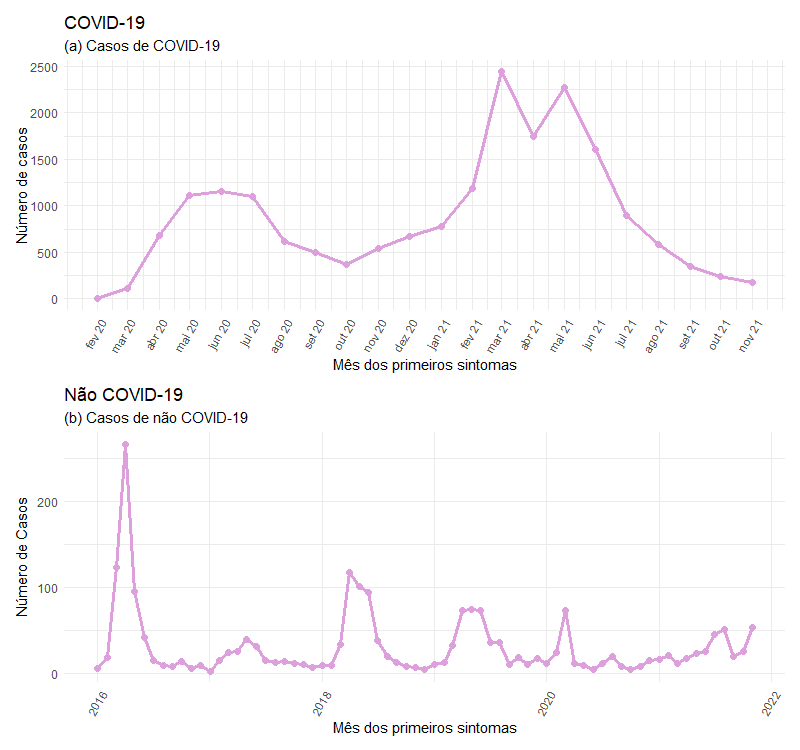 COVID-19
(a) Casos de COVID-19
Número de casos
2500
2000
1500
1000
500
0
fev 20
mar 20
abr 20
mai 20
jun 20
jul 20
ago 20
set 20
out 20
nov 20
dez 20
jan 21
fev 21
mar 21
abr 21
mai 21
jun 21
jul 21
ago 21
set 21
out 21
nov 21
Mês dos primeiros sintomas
Não COVID-19
(b) Casos de não COVID-19
Número de Casos
200
100
0
2016
2018
2020
2022
Mês dos primeiros sintomas